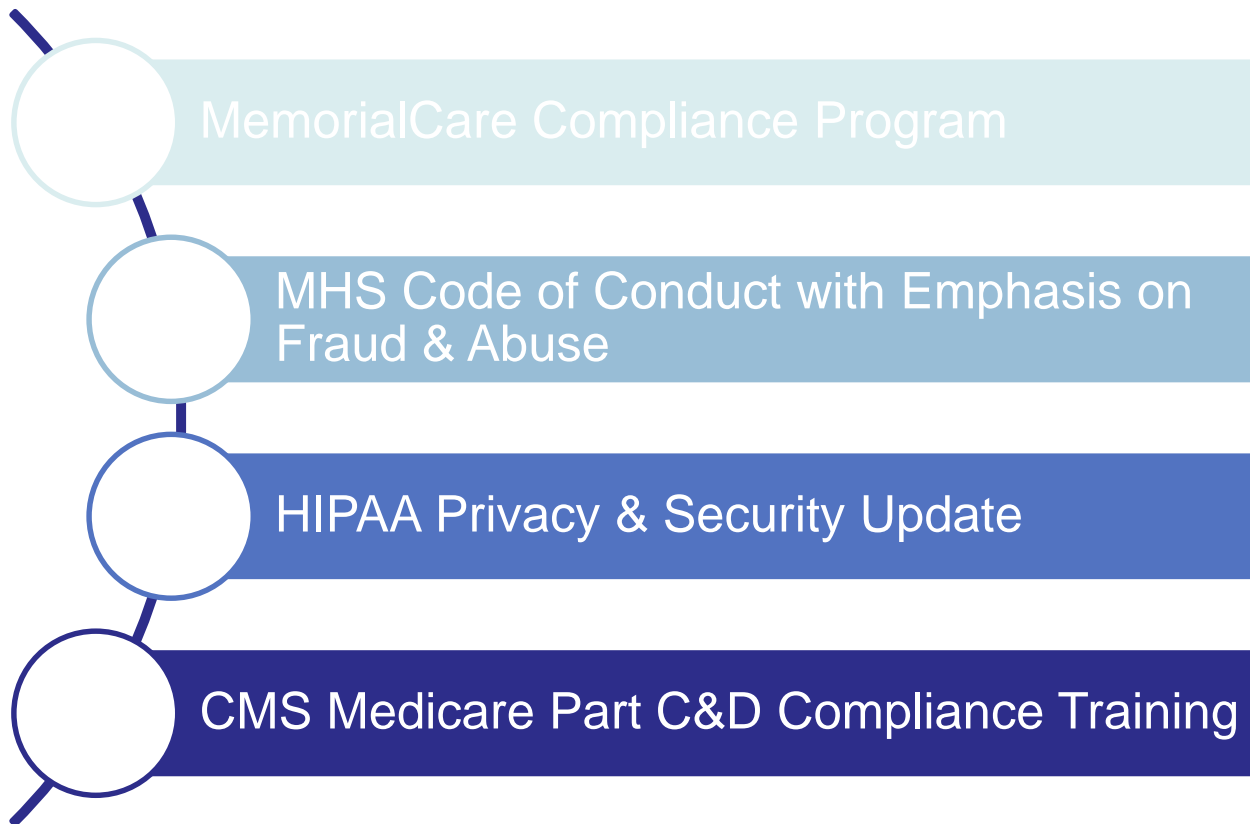 MemorialCare Compliance Program
MHS Code of Conduct with Emphasis on
Fraud & Abuse
HIPAA Privacy & Security Update
CMS Medicare Part C&D Compliance Training